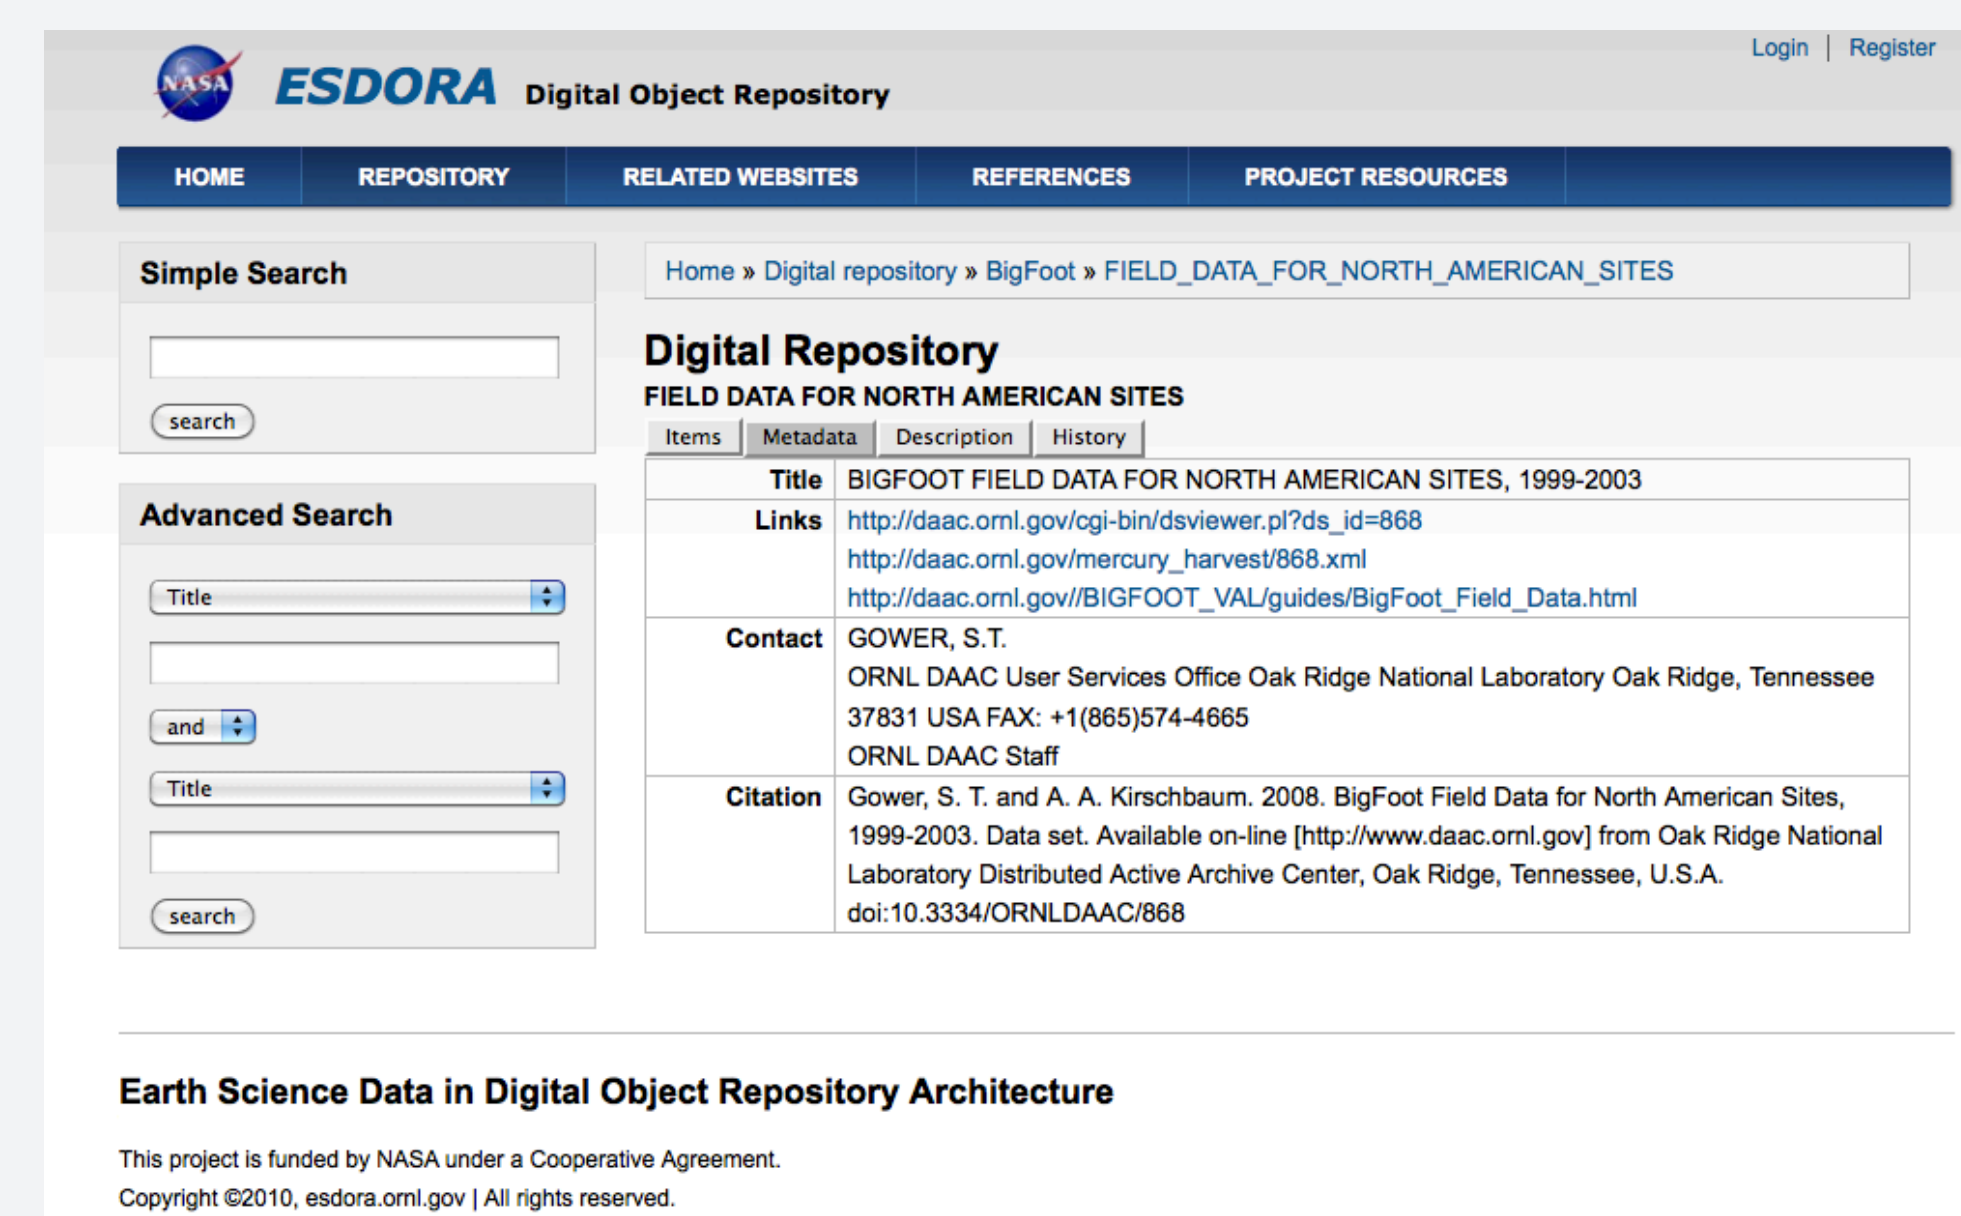 Login | Register
NASA
ESDORA Digital Object Repository
HOME REPOSITORY RELATED WEBSITES REFERENCES PROJECT RESOURCES
Simple Search
search
Advanced Search
Title
and
Title
search
Home » Digital repository » BigFoot » FIELD_DATA_FOR_NORTH_AMERICAN_SITES
Digital Repository
FIELD DATA FOR NORTH AMERICAN SITES
Items Metadata Description History
Title BIGFOOT FIELD DATA FOR NORTH AMERICAN SITES, 1999-2003
Links http://daac.ornl.gov/cgi-bin/dsviewer.pl?ds_id=868
http://daac.ornl.gov/mercury_harvest/868.xml
http://daac.ornl.gov//BIGFOOT_VAL/guides/BigFoot_Field_Data.html
Contact GOWER, S.T.
ORNL DAAC User Services Office Oak Ridge National Laboratory Oak Ridge, Tennessee
37831 USA FAX: +1(865)574-4665
ORNL DAAC Staff
Citation Gower, S. T. and A. A. Kirschbaum. 2008. BigFoot Field Data for North American Sites,
1999-2003. Data set. Available on-line [http://www.daac.ornl.gov] from Oak Ridge National
Laboratory Distributed Active Archive Center, Oak Ridge, Tennessee, U.S.A.
doi:10.3334/ORNLDAAC/868
Earth Science Data in Digital Object Repository Architecture
This project is funded by NASA under a Cooperative Agreement.
Copyright ©2010, esdora.ornl.gov | All rights reserved.